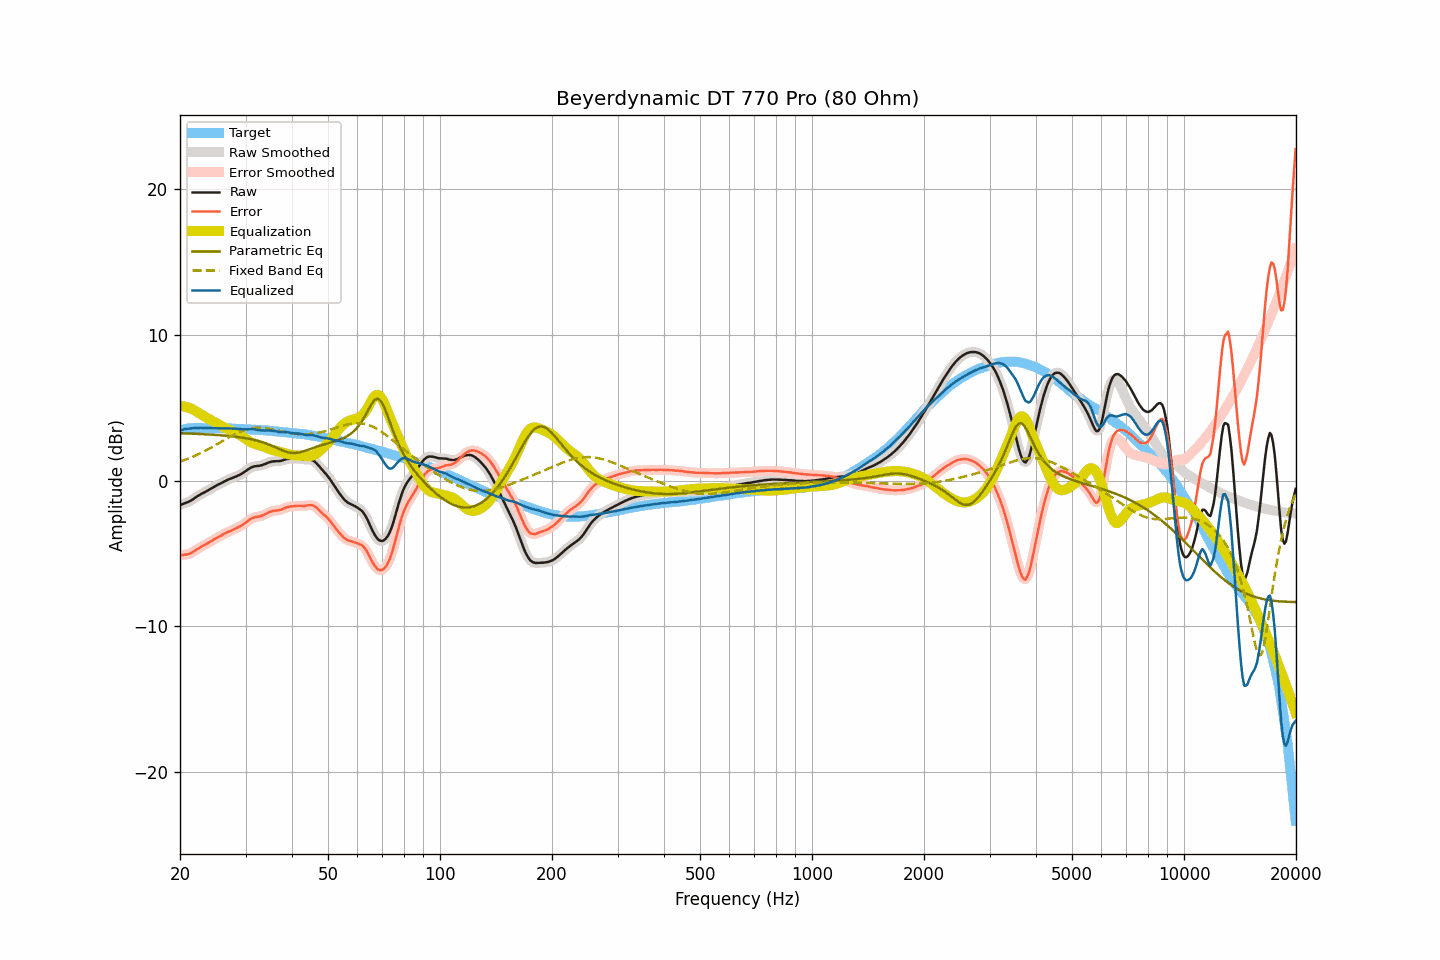 Beyerdynamic DT 770 Pro (80 Ohm)
Target
Raw Smoothed
Error Smoothed
Raw
Error
Equalization
Parametric Eq
Fixed Band Eq
Equalized
20
10
0
−10
−20
Amplitude (dBr)
20
50
100
200
500
1000
2000
5000
10000
20000
Frequency (Hz)